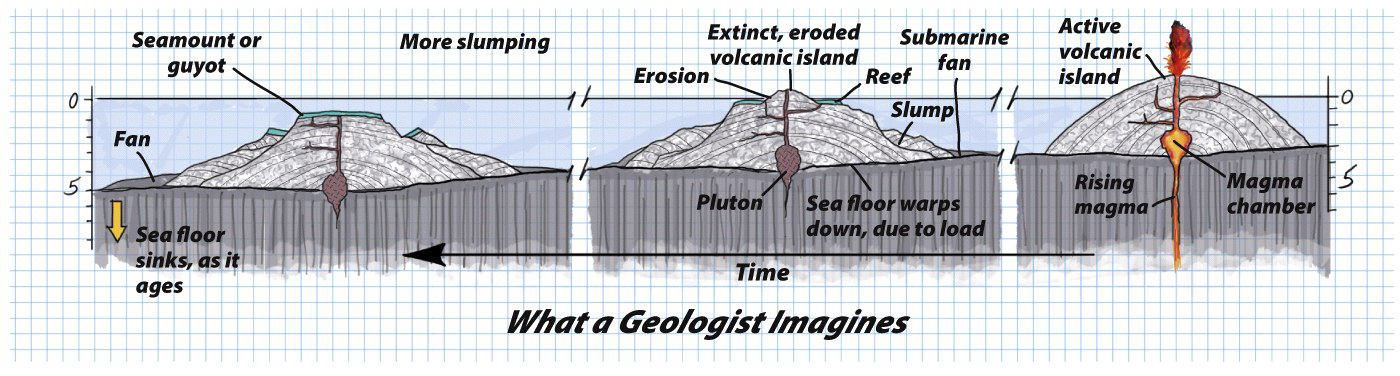 Seamount or
guyot
More slumping
Fan
0
5
Sea floor
sinks, as it
ages
Extinct, eroded
volcanic island
Erosion
Reef
Submarine
fan
Slump
Pluton
Sea floor warps
down, due to load
Active
volcanic
island
0
5
Rising
magma
Magma
chamber
Time
What a Geologist Imagines